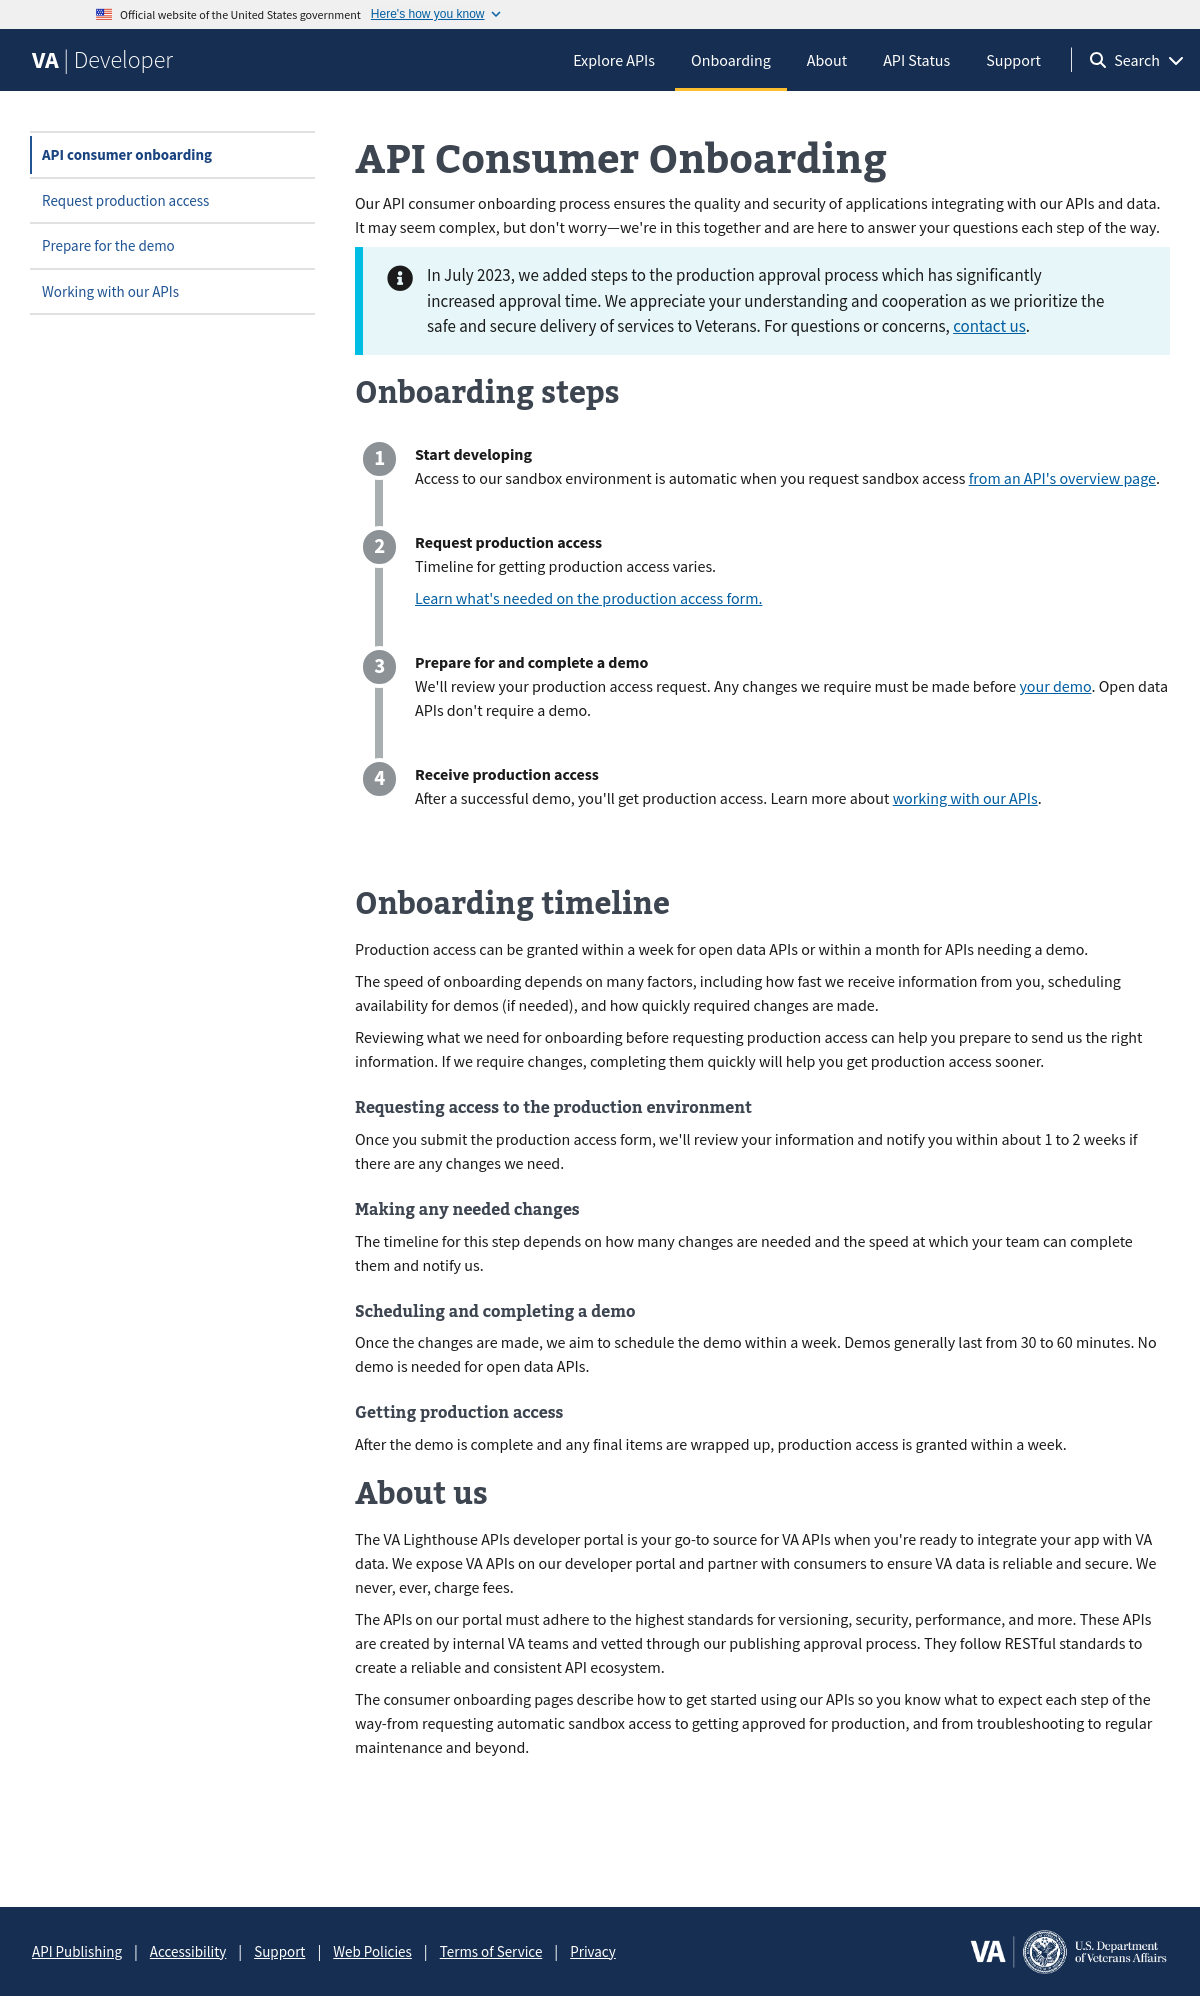 Official website of the United States government Here's how you know
VA | Developer
Explore APIs Onboarding About API Status Support Search
API consumer onboarding
Request production access
Prepare for the demo
Working with our APIs
API Consumer Onboarding
Our API consumer onboarding process ensures the quality and security of applications integrating with our APIs and data.
It may seem complex, but don't worry—we're in this together and are here to answer your questions each step of the way.
In July 2023, we added steps to the production approval process which has significantly
increased approval time. We appreciate your understanding and cooperation as we prioritize the
safe and secure delivery of services to Veterans. For questions or concerns, contact us.
Onboarding steps
1 Start developing
Access to our sandbox environment is automatic when you request sandbox access from an API's overview page.
2 Request production access
Timeline for getting production access varies.
Learn what's needed on the production access form.
3 Prepare for and complete a demo
We'll review your production access request. Any changes we require must be made before your demo. Open data
APIs don't require a demo.
4 Receive production access
After a successful demo, you'll get production access. Learn more about working with our APIs.
Onboarding timeline
Production access can be granted within a week for open data APIs or within a month for APIs needing a demo.
The speed of onboarding depends on many factors, including how fast we receive information from you, scheduling
availability for demos (if needed), and how quickly required changes are made.
Reviewing what we need for onboarding before requesting production access can help you prepare to send us the right
information. If we require changes, completing them quickly will help you get production access sooner.
Requesting access to the production environment
Once you submit the production access form, we'll review your information and notify you within about 1 to 2 weeks if
there are any changes we need.
Making any needed changes
The timeline for this step depends on how many changes are needed and the speed at which your team can complete
them and notify us.
Scheduling and completing a demo
Once the changes are made, we aim to schedule the demo within a week. Demos generally last from 30 to 60 minutes. No
demo is needed for open data APIs.
Getting production access
After the demo is complete and any final items are wrapped up, production access is granted within a week.
About us
The VA Lighthouse APIs developer portal is your go-to source for VA APIs when you're ready to integrate your app with VA
data. We expose VA APIs on our developer portal and partner with consumers to ensure VA data is reliable and secure. We
never, ever, charge fees.
The APIs on our portal must adhere to the highest standards for versioning, security, performance, and more. These APIs
are created by internal VA teams and vetted through our publishing approval process. They follow RESTful standards to
create a reliable and consistent API ecosystem.
The consumer onboarding pages describe how to get started using our APIs so you know what to expect each step of the
way-from requesting automatic sandbox access to getting approved for production, and from troubleshooting to regular
maintenance and beyond.
API Publishing | Accessibility | Support | Web Policies | Terms of Service | Privacy
VA | U.S. Department
of Veterans Affairs